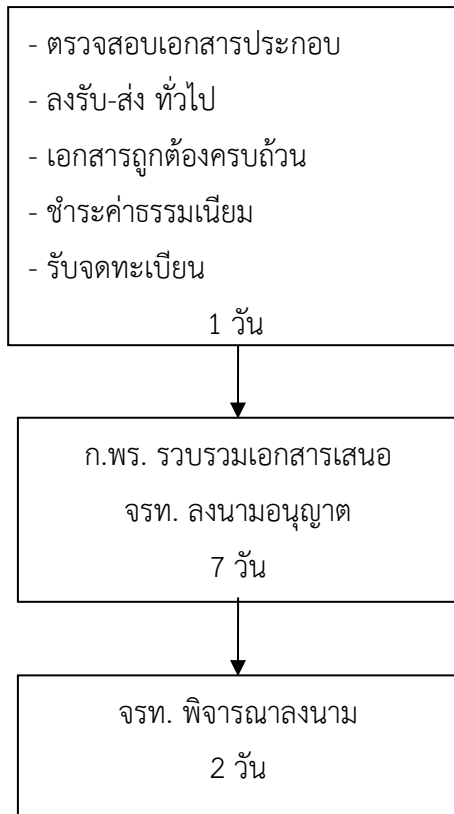 - ตรวจสอบเอกสารประกอบ
- ลงรับ-ส่ง ทั่วไป
- เอกสารถูกต้องครบถ้วน
- ชำระค่าธรรมเนียม
- รับจดทะเบียน
1 วัน
ก.พร. รวบรวมเอกสารเสนอ
จรท. ลงนามอนุญาต
7 วัน
จรท. พิจารณาลงนาม
2 วัน